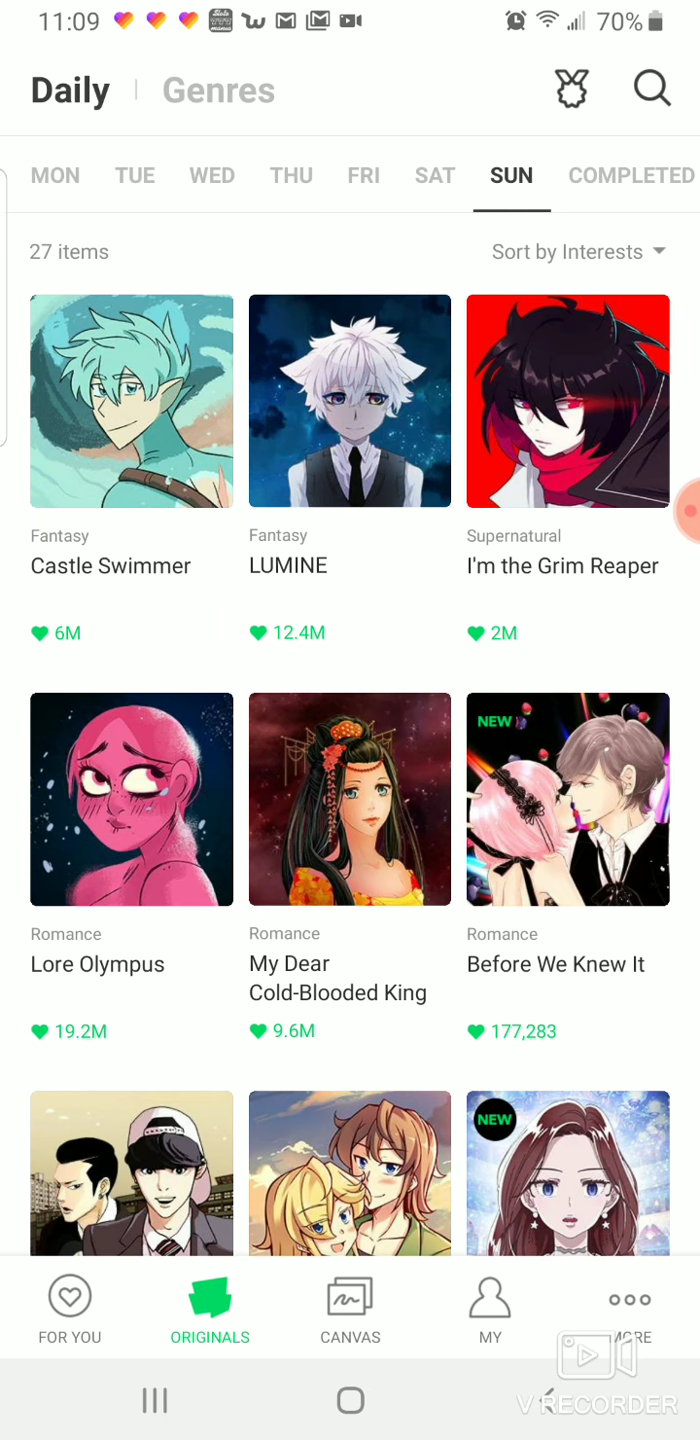 11:09
70%
Daily
Genres
MON TUE WED THU FRI SAT SUN COMPLETED
27 items
Sort by Interests
Fantasy
Castle Swimmer
6M
Fantasy
LUMINE
12.4M
Supernatural
I'm the Grim Reaper
2M
Romance
Lore Olympus
19.2M
Romance
My Dear
Cold-Blooded King
9.6M
NEW
Romance
Before We Knew It
177,283
NEW
FOR YOU
ORIGINALS
CANVAS
MY
MORE
V RECORDER